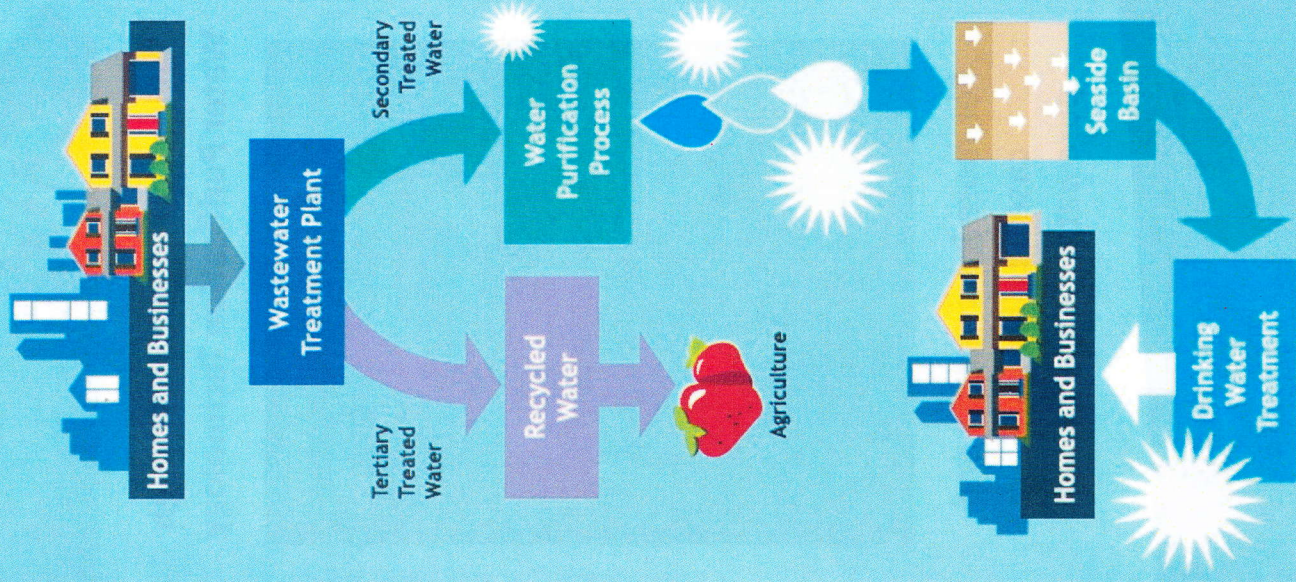 Homes and Businesses
Wastewater
Treatment Plant
Tertiary
Treated
Water
Secondary
Treated
Water
Recycled
Water
Water
Purification
Process
Agriculture
Seaside
Basin
Drinking
Water
Treatment
Homes and Businesses